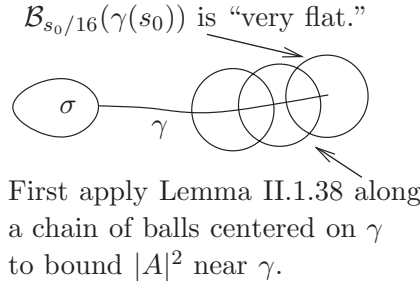 $\mathcal{B}_{s_0/16}(\gamma(s_0))$ is “very flat.”
σ
γ
First apply Lemma II.1.38 along
a chain of balls centered on γ
to bound $|A|^2$ near γ.